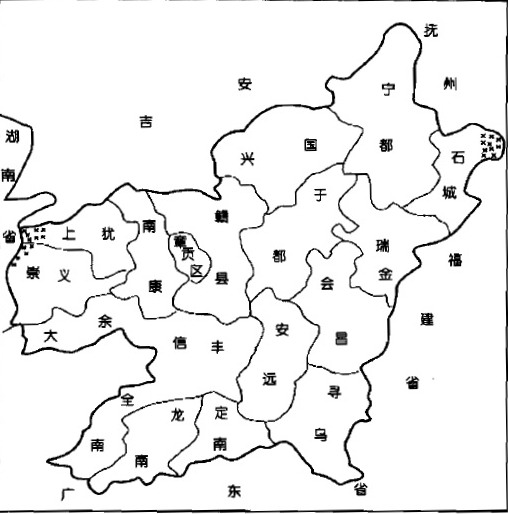 抚州
吉安
湖南省
福建省
广东省
宁都
石城
兴国
于都
瑞金
会昌
赣县
章贡区
南康
上犹
崇义
大余
信丰
安远
寻乌
全南
龙南
定南